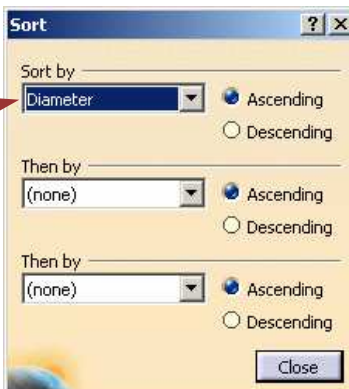 Sort ? ×
Sort by
Diameter Ascending
Descending
Then by
(none) Ascending
Descending
Then by
(none) Ascending
Descending
Close